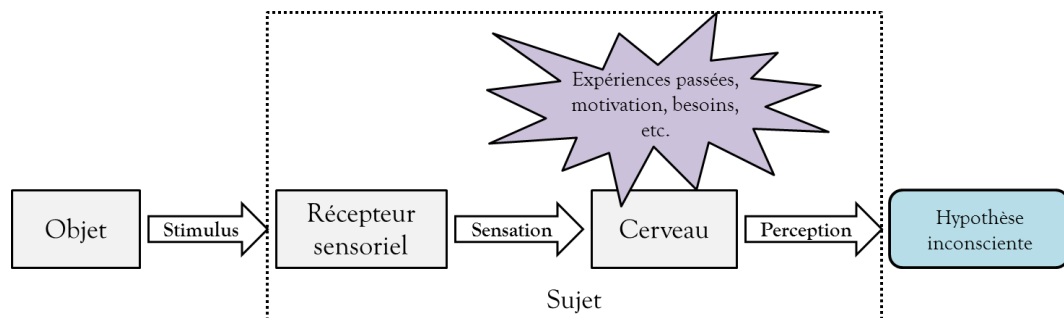 Expériences passées,
motivation, besoins,
etc.
Objet
Stimulus
Récepteur
sensoriel
Sensation
Cerveau
Perception
Hypothèse
inconsciente
Sujet